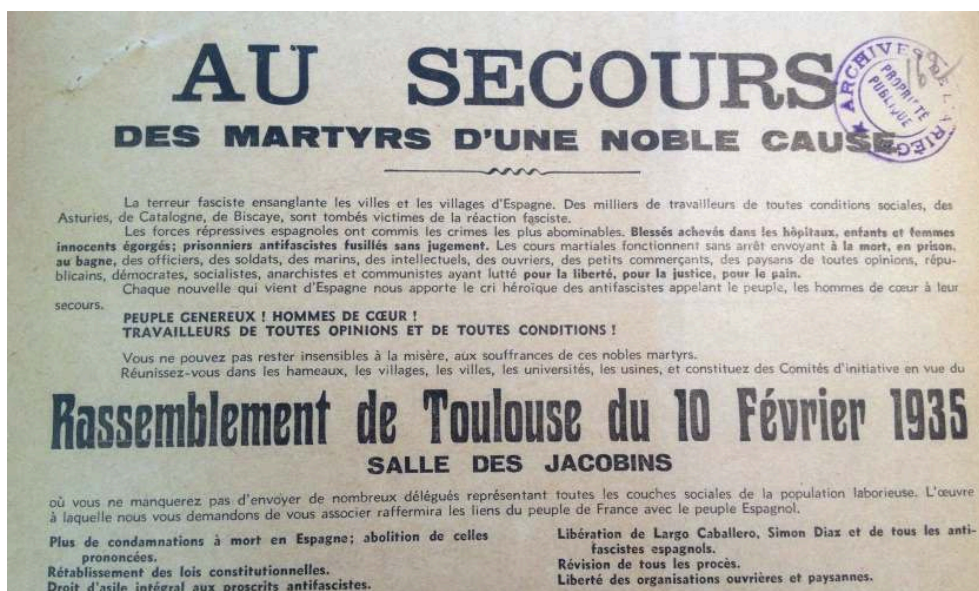 AU SECOURS
DES MARTYRS D'UNE NOBLE CAUSE
ARCHIVES DE L'ARIÈGE
PROPRIÉTÉ
PUBLIQUE
La terreur fasciste ensanglante les villes et les villages d'Espagne. Des milliers de travailleurs de toutes conditions sociales, des
Asturies, de Catalogne, de Biscaye, sont tombés victimes de la réaction fasciste.
Les forces répressives espagnoles ont commis les crimes les plus abominables. Blessés achevés dans les hôpitaux, enfants et femmes
innocents égorgés; prisonniers antifascistes fusillés sans jugement. Les cours martiales fonctionnent sans arrêt envoyant à la mort, en prison,
au bagne, des officiers, des soldats, des marins, des intellectuels, des ouvriers, des petits commerçants, des paysans de toutes opinions, répu-
blicains, démocrates, socialistes, anarchistes et communistes ayant lutté pour la liberté, pour la justice, pour le pain.
Chaque nouvelle qui vient d'Espagne nous apporte le cri héroïque des antifascistes appelant le peuple, les hommes de cœur à leur
secours.
PEUPLE GENEREUX ! HOMMES DE CŒUR !
TRAVAILLEURS DE TOUTES OPINIONS ET DE TOUTES CONDITIONS !
Vous ne pouvez pas rester insensibles à la misère, aux souffrances de ces nobles martyrs.
Réunissez-vous dans les hameaux, les villages, les villes, les universités, les usines, et constituez des Comités d'initiative en vue du
Rassemblement de Toulouse du 10 Février 1935
SALLE DES JACOBINS
où vous ne manquerez pas d'envoyer de nombreux délégués représentant toutes les couches sociales de la population laborieuse. L'œuvre
à laquelle nous vous demandons de vous associer raffermira les liens du peuple de France avec le peuple Espagnol.
Plus de condamnations à mort en Espagne; abolition de celles
prononcées.
Rétablissement des lois constitutionnelles.
Droit d'asile intégral aux proscrits antifascistes.
Libération de Largo Caballero, Simon Diaz et de tous les anti-
fascistes espagnols.
Révision de tous les procès.
Liberté des organisations ouvrières et paysannes.